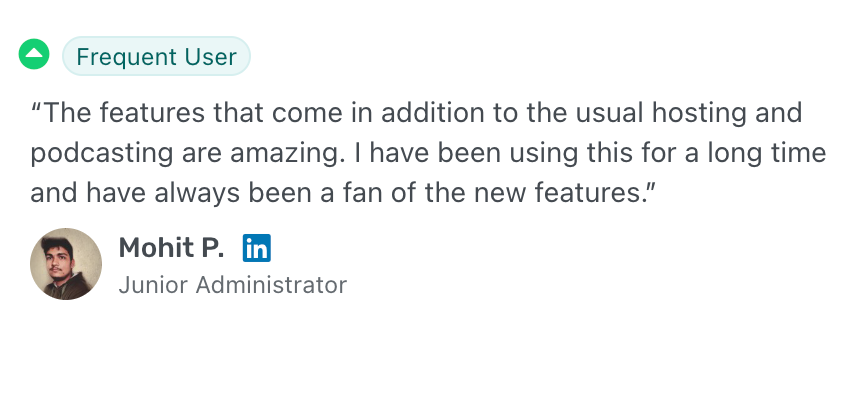 Frequent User
“The features that come in addition to the usual hosting and
podcasting are amazing. I have been using this for a long time
and have always been a fan of the new features.”
Mohit P. in
Junior Administrator